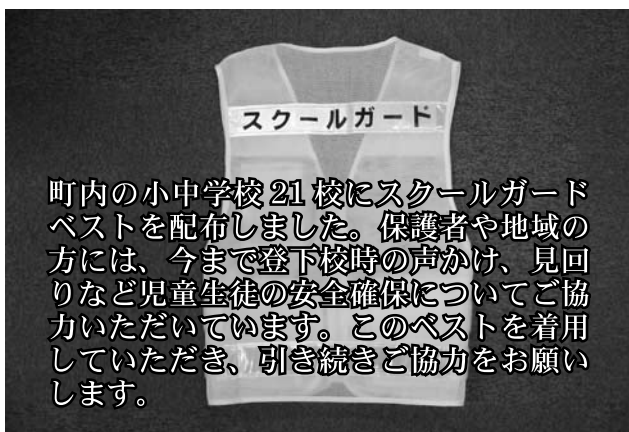 スクールガード
町内の小中学校21校にスクールガード
ベストを配布しました。保護者や地域の
方には、今まで登下校時の声かけ、見回
りなど児童生徒の安全確保についてご協
力いただいています。このベストを着用
していただき、引き続きご協力をお願い
します。